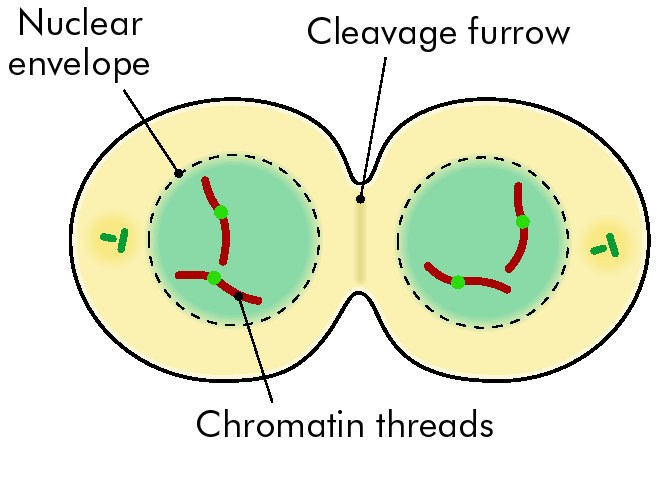 Nuclear
envelope
Cleavage furrow
Chromatin threads